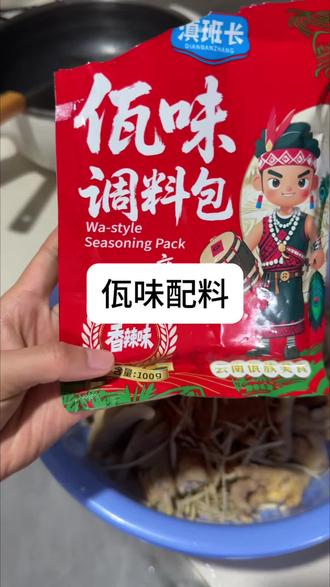 滇班长
DIANBANZHANG
佤味
调料包
Wa-style
Seasoning Pack
佤味配料
香辣味
含量:100g
云南佤族美食